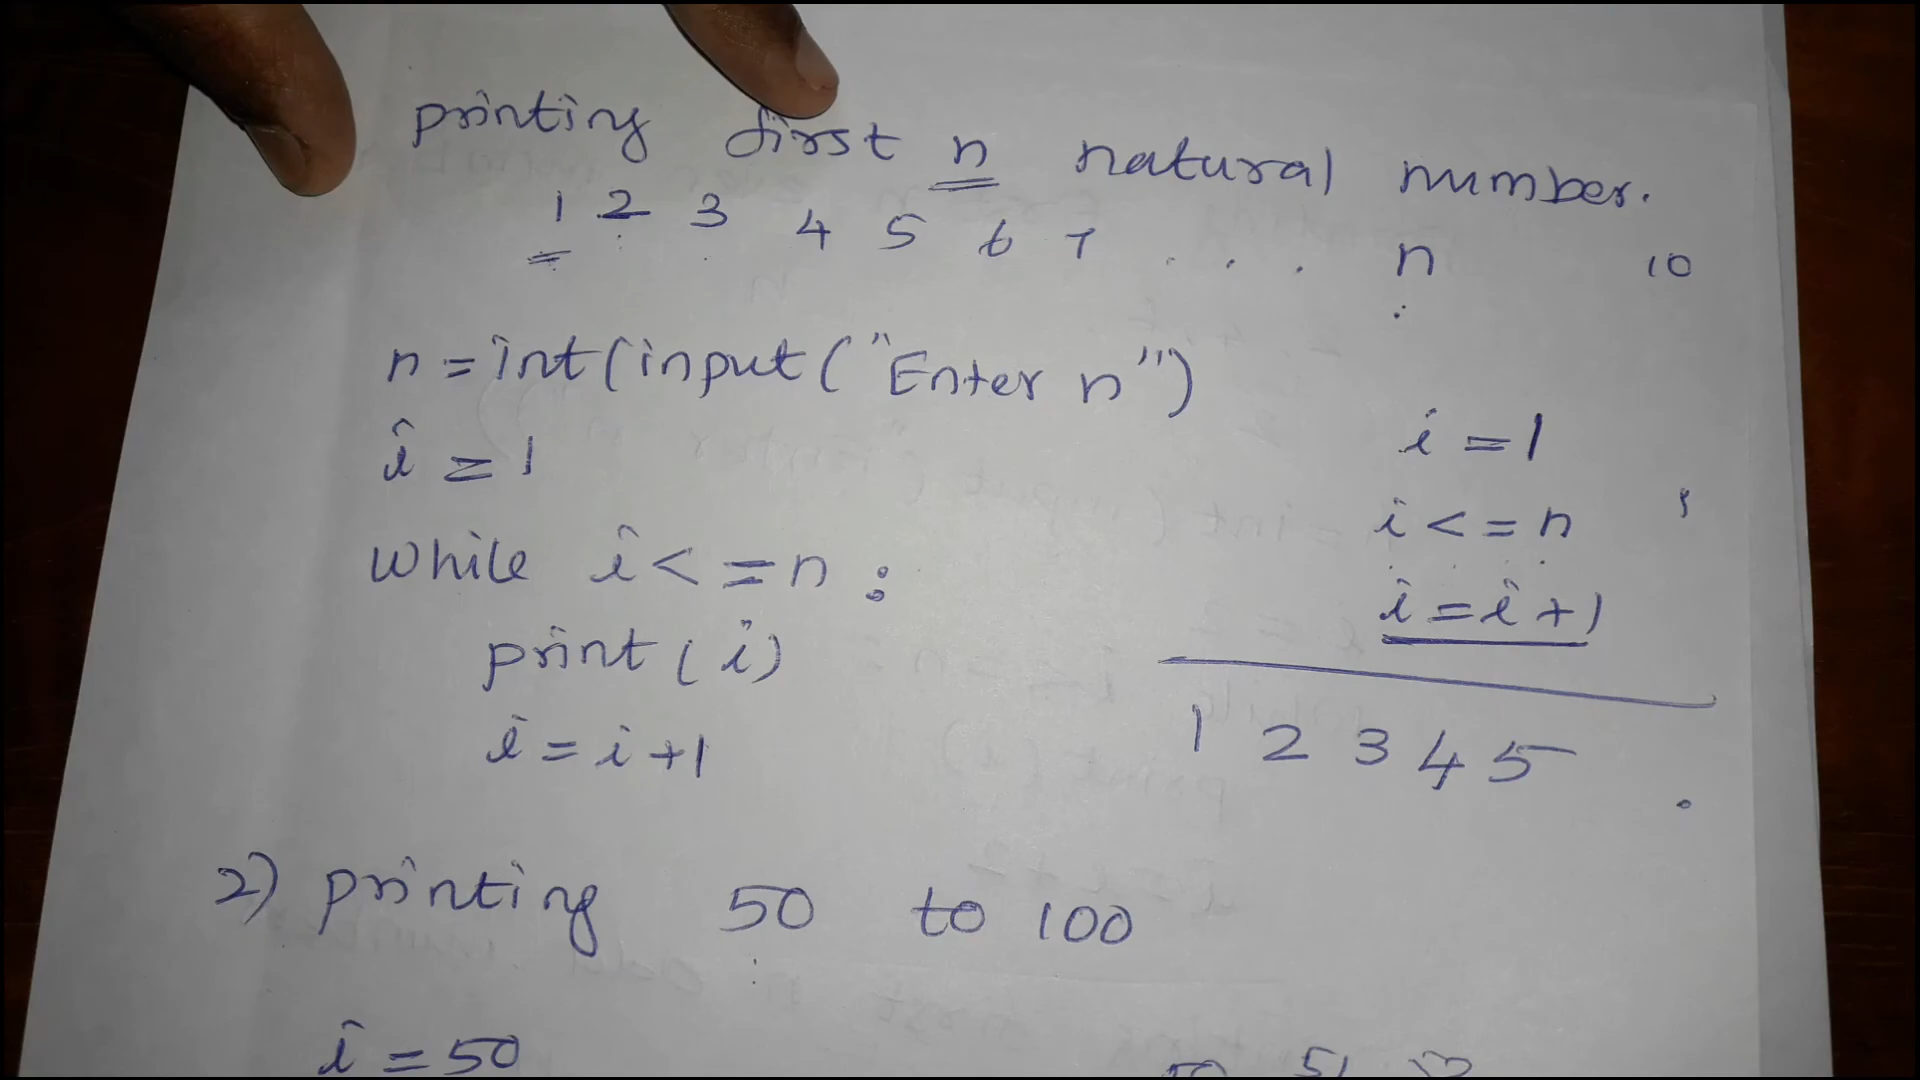 printing first n natural number.
1 2 3 4 5 6 7 . . . n 10
n = int(input("Enter n")
i = 1
while i <= n :
print(i)
i = i + 1
i = 1
i <= n
i = i + 1
1 2 3 4 5
2) printing 50 to 100
i = 50
51